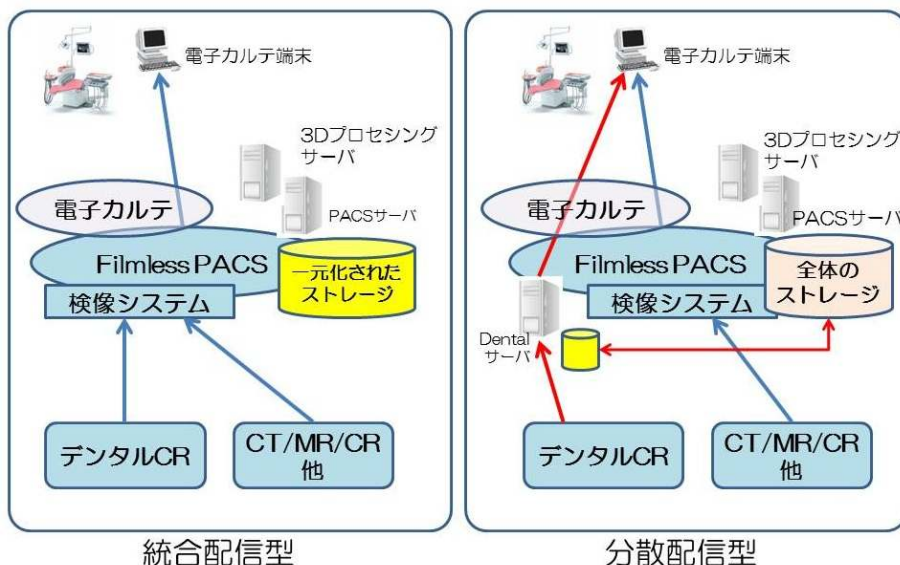 電子カルテ端末
3Dプロセシング
サーバ
PACSサーバ
電子カルテ
Filmless PACS
一元化された
ストレージ
検像システム
デンタルCR
CT/MR/CR
他
統合配信型
電子カルテ端末
3Dプロセシング
サーバ
PACSサーバ
電子カルテ
Filmless PACS
全体の
ストレージ
検像システム
Dental
サーバ
デンタルCR
CT/MR/CR
他
分散配信型